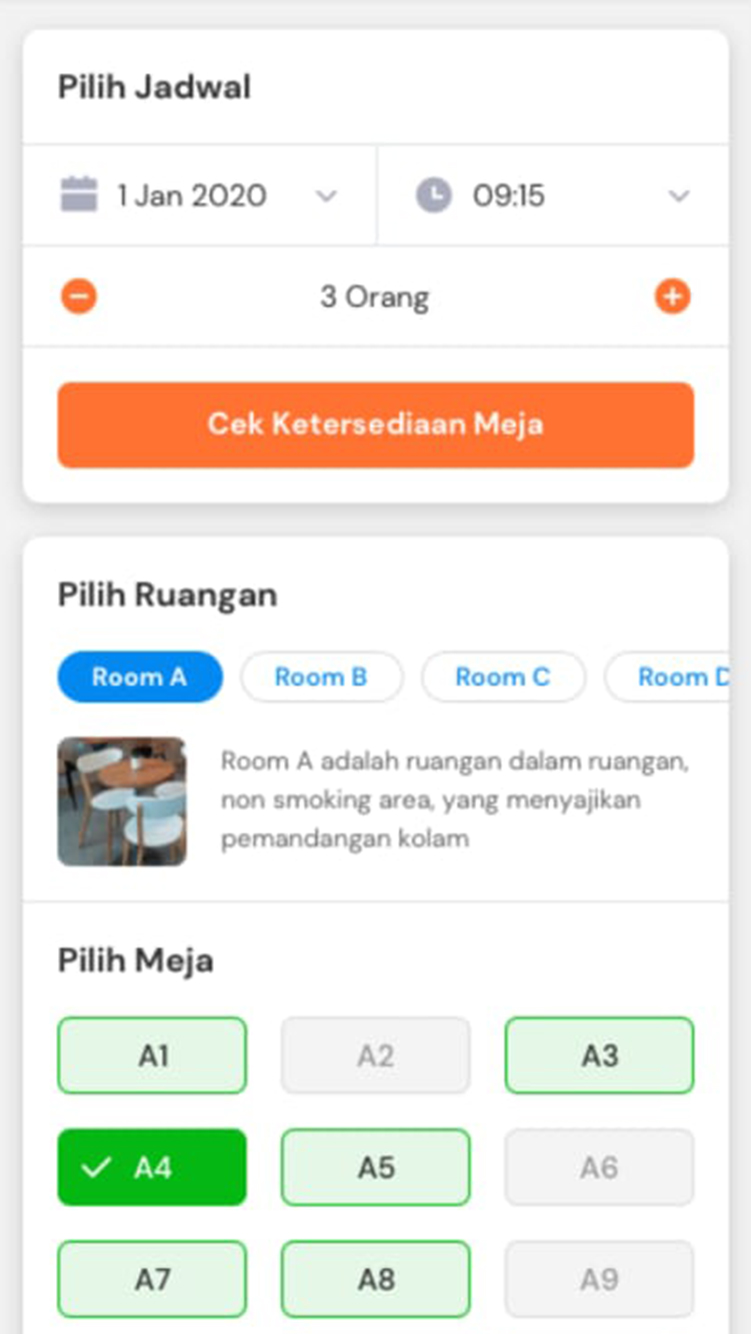 Pilih Jadwal
1 Jan 2020 09:15
3 Orang
Cek Ketersediaan Meja
Pilih Ruangan
Room A Room B Room C Room D
Room A adalah ruangan dalam ruangan,
non smoking area, yang menyajikan
pemandangan kolam
Pilih Meja
A1 A2 A3
A4 A5 A6
A7 A8 A9